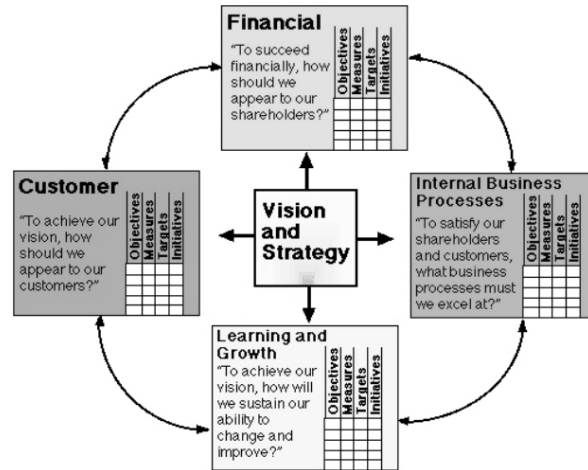 Financial
“To succeed
financially, how
should we
appear to our
shareholders?”
Objectives
Measures
Targets
Initiatives
Customer
“To achieve our
vision, how
should we
appear to our
customers?”
Objectives
Measures
Targets
Initiatives
Vision
and
Strategy
Internal Business
Processes
“To satisfy our
shareholders
and customers,
what business
processes must
we excel at?”
Objectives
Measures
Targets
Initiatives
Learning and
Growth
“To achieve our
vision, how will
we sustain our
ability to
change and
improve?”
Objectives
Measures
Targets
Initiatives